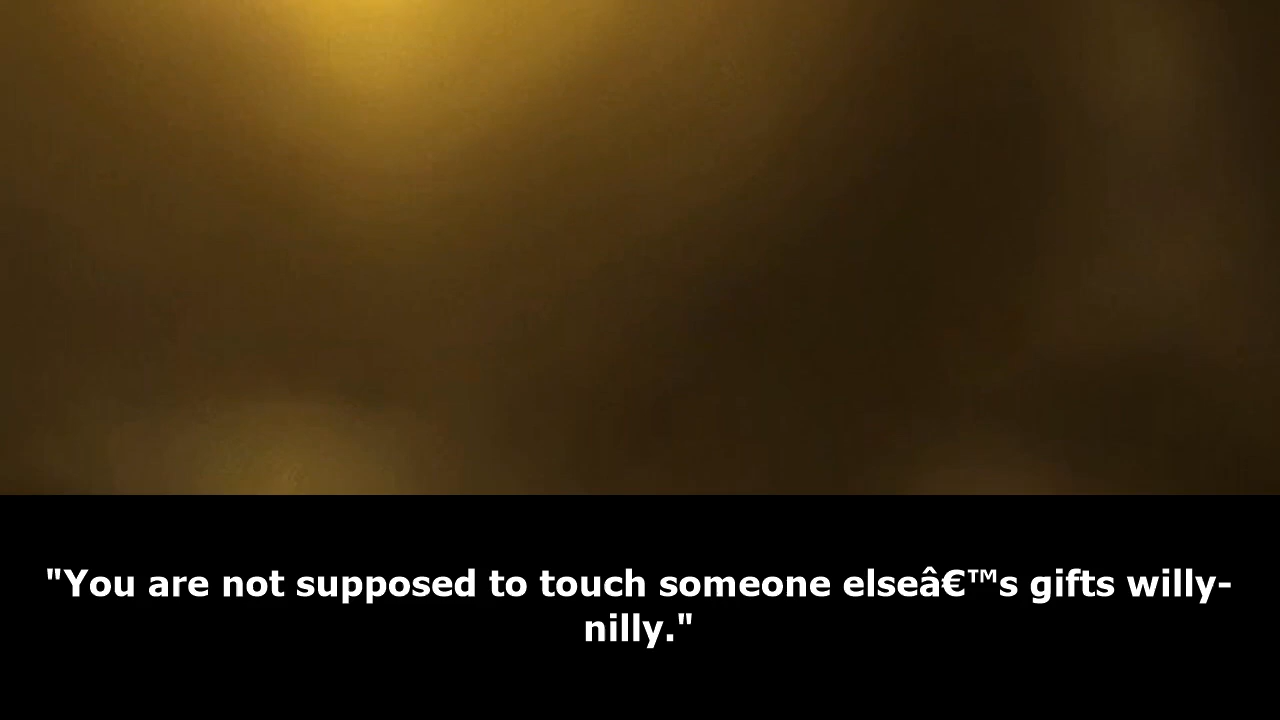 "You are not supposed to touch someone elseâ€™s gifts willy-
nilly."